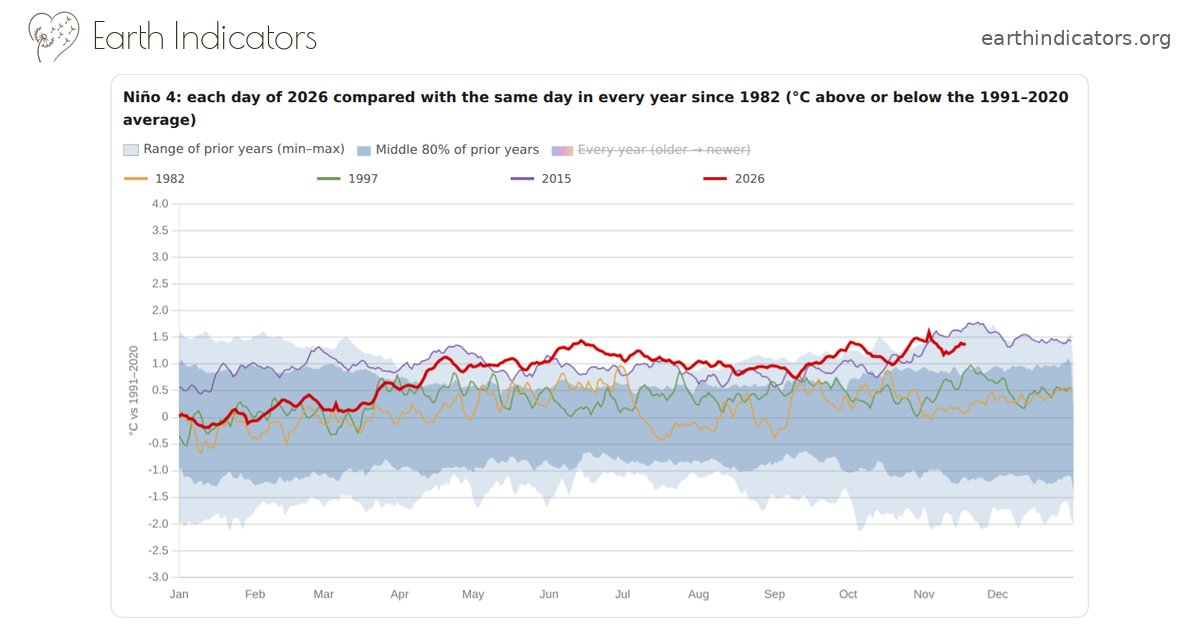 Earth Indicators
earthindicators.org
Niño 4: each day of 2026 compared with the same day in every year since 1982 (°C above or below the 1991–2020
average)
Range of prior years (min–max) Middle 80% of prior years Every year (older → newer)
1982 1997 2015 2026
°C vs 1991–2020
4.0
3.5
3.0
2.5
2.0
1.5
1.0
0.5
0
-0.5
-1.0
-1.5
-2.0
-2.5
-3.0
Jan Feb Mar Apr May Jun Jul Aug Sep Oct Nov Dec